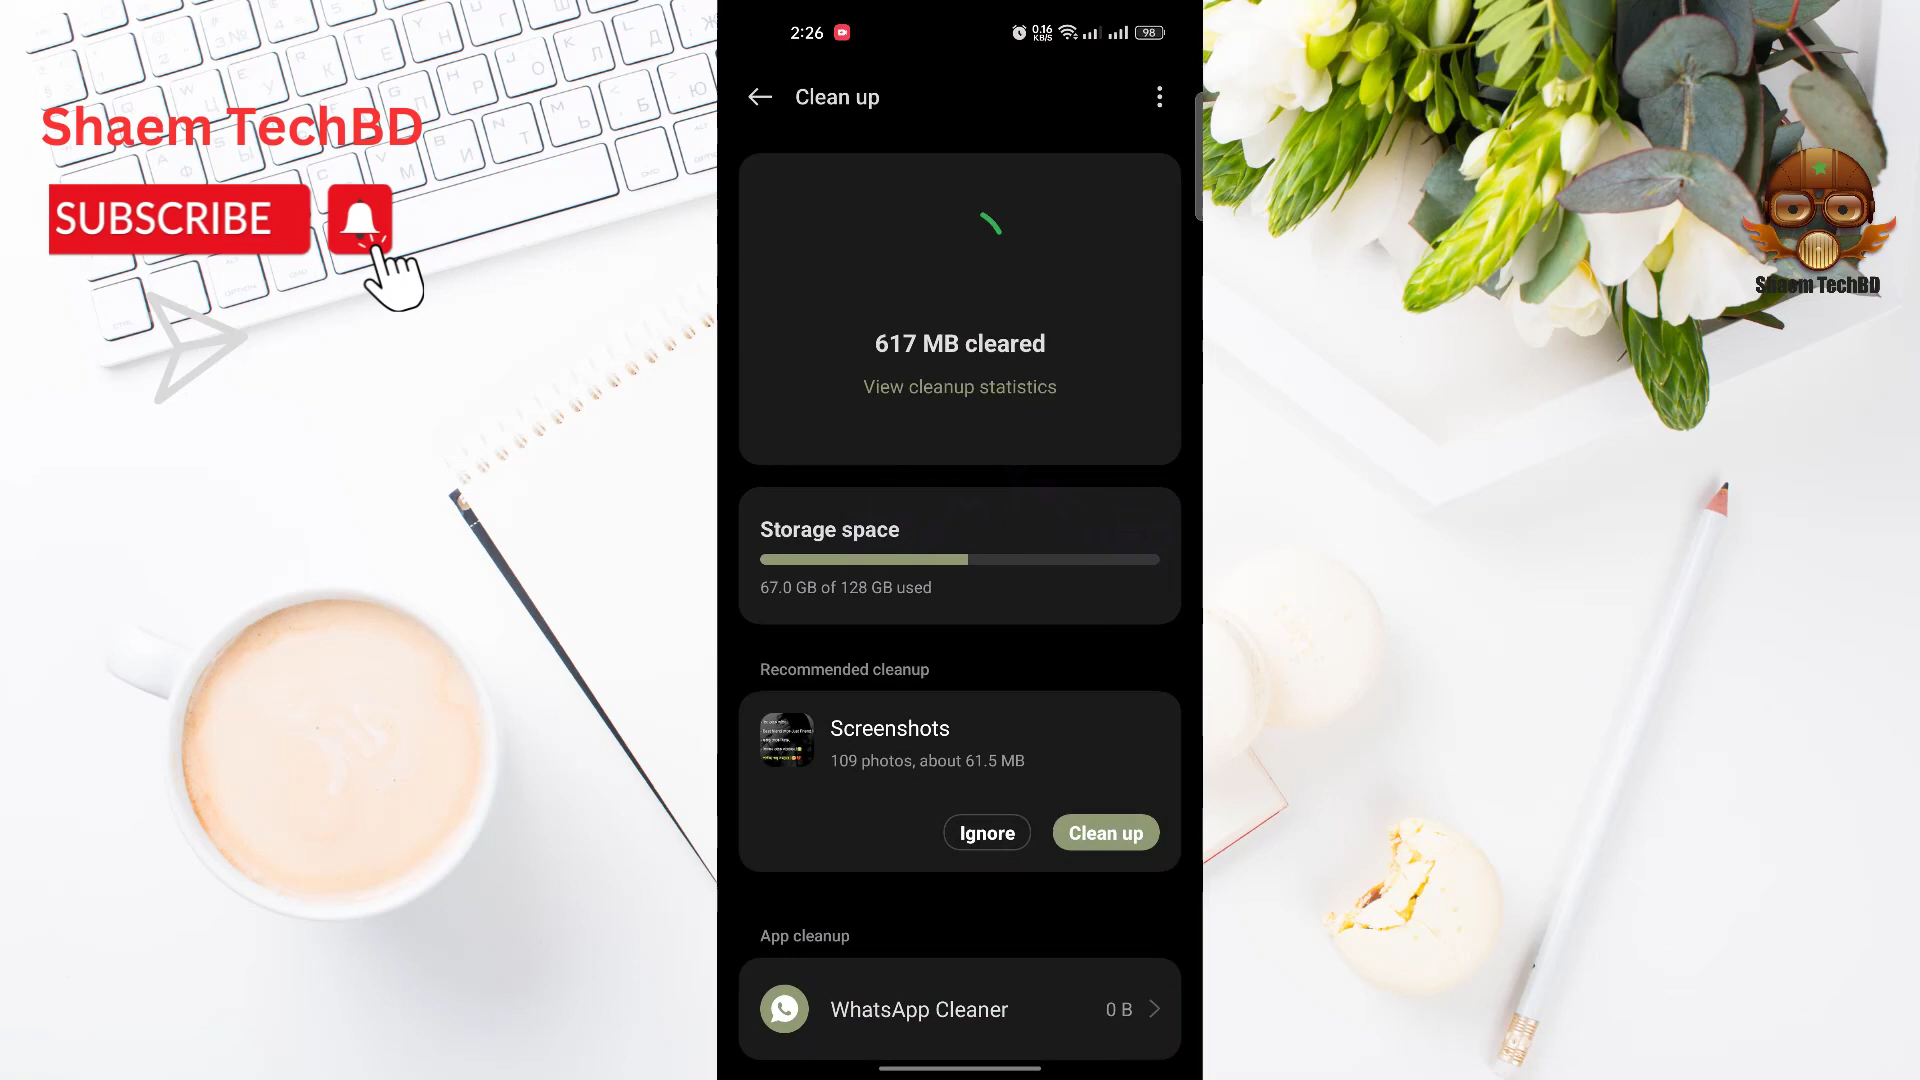 Shaem TechBD
SUBSCRIBE
2:26
0.16
KB/S
98
Clean up
617 MB cleared
View cleanup statistics
Storage space
67.0 GB of 128 GB used
Recommended cleanup
Screenshots
109 photos, about 61.5 MB
Ignore
Clean up
App cleanup
WhatsApp Cleaner
0 B
Shaem TechBD